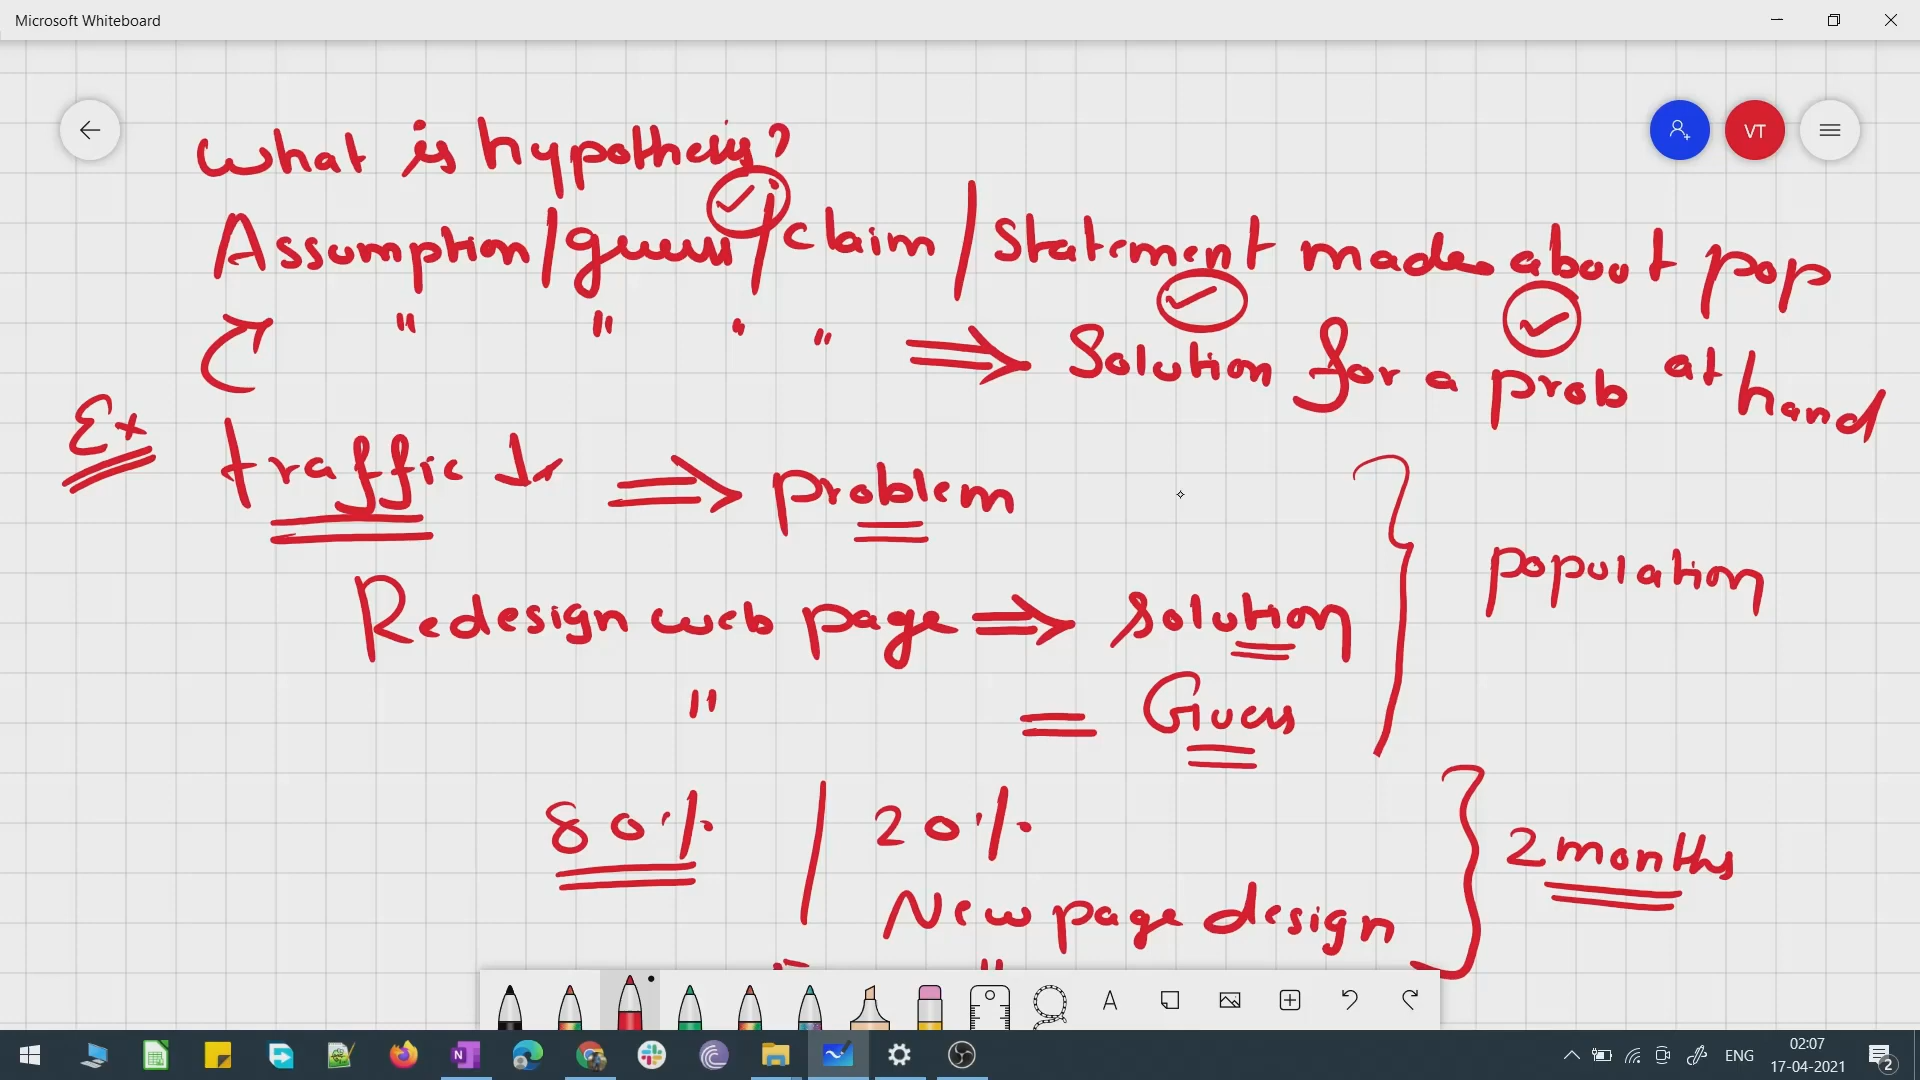 Microsoft Whiteboard
VT
What is hypothesis?
Assumption/guess/claim/Statement made about pop
" " " " ⇒ Solution for a prob at hand
Ex
traffic ↓ ⇒ problem
Redesign web page ⇒ solution
population
" = Guess
80% | 20%
New page design
2 months
"
A
ENG
02:07
17-04-2021
2